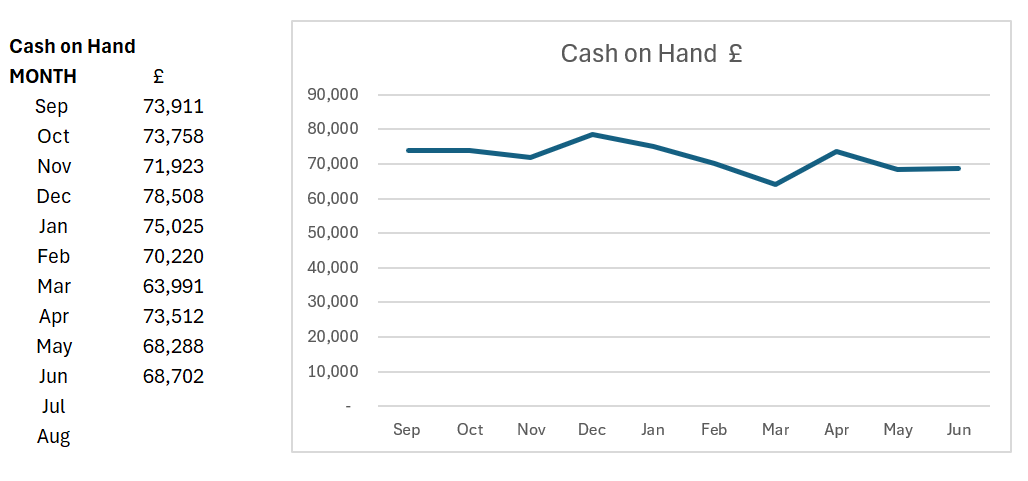 Cash on Hand
MONTH £
Sep 73,911
Oct 73,758
Nov 71,923
Dec 78,508
Jan 75,025
Feb 70,220
Mar 63,991
Apr 73,512
May 68,288
Jun 68,702
Jul
Aug
Cash on Hand £
90,000
80,000
70,000
60,000
50,000
40,000
30,000
20,000
10,000
-
Sep Oct Nov Dec Jan Feb Mar Apr May Jun